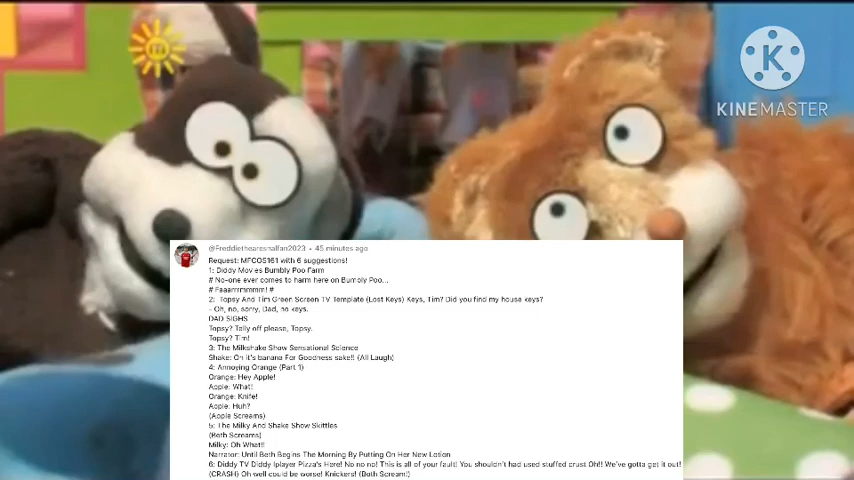 m
K
KINEMASTER
@Freddiethearesnalfan2023 • 45 minutes ago
Request: MFCOS161 with 6 suggestions!
1: Diddy Movies Bumbly Poo Farm
# No-one ever comes to harm here on Bumbly Poo...
# Faaarrrmmmm! #
2: Topsy And Tim Green Screen TV Template (Lost Keys) Keys, Tim? Did you find my house keys?
- Oh, no, sorry, Dad, no keys.
DAD SIGHS
Topsy? Telly off please, Topsy.
Topsy? Tim!
3: The Milkshake Show Sensational Science
Shake: Oh it's banana For Goodness sake!! (All Laugh)
4: Annoying Orange (Part 1)
Orange: Hey Apple!
Apple: What!
Orange: Knife!
Apple: Huh?
(Apple Screams)
5: The Milky And Shake Show Skittles
(Both Screams)
Milky: Oh What!!
Narrator: Until Beth Begins The Morning By Putting On Her New Lotion
6: Diddy TV Diddy Iplayer Pizza's Here! No no no! This is all of your fault! You shouldn't had used stuffed crust Oh!! We've gotta get it out!
(CRASH) Oh well could be worse! Knickers! (Both Scream!)